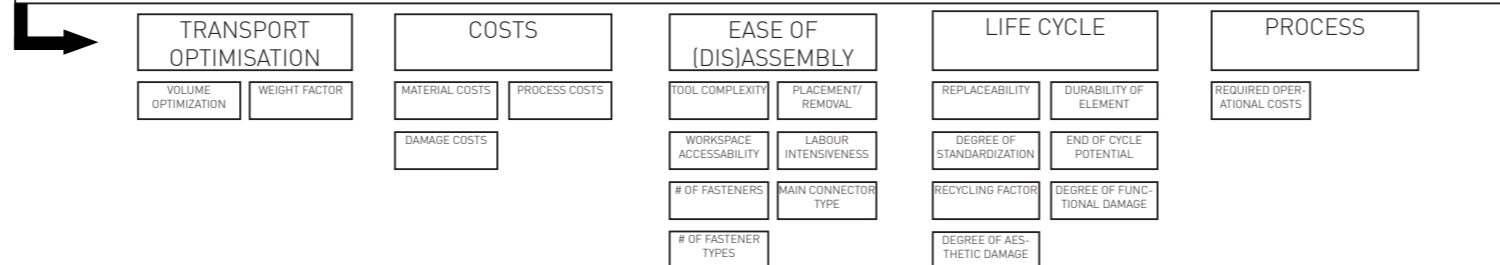 TRANSPORT
OPTIMISATION
VOLUME
OPTIMIZATION
WEIGHT FACTOR
COSTS
MATERIAL COSTS
PROCESS COSTS
DAMAGE COSTS
EASE OF
(DIS)ASSEMBLY
TOOL COMPLEXITY
PLACEMENT/
REMOVAL
WORKSPACE
ACCESSABILITY
LABOUR
INTENSIVENESS
# OF FASTENERS
MAIN CONNECTOR
TYPE
# OF FASTENER
TYPES
LIFE CYCLE
REPLACEABILITY
DURABILITY OF
ELEMENT
DEGREE OF
STANDARDIZATION
END OF CYCLE
POTENTIAL
RECYCLING FACTOR
DEGREE OF FUNC-
TIONAL DAMAGE
DEGREE OF AES-
THETIC DAMAGE
PROCESS
REQUIRED OPER-
ATIONAL COSTS